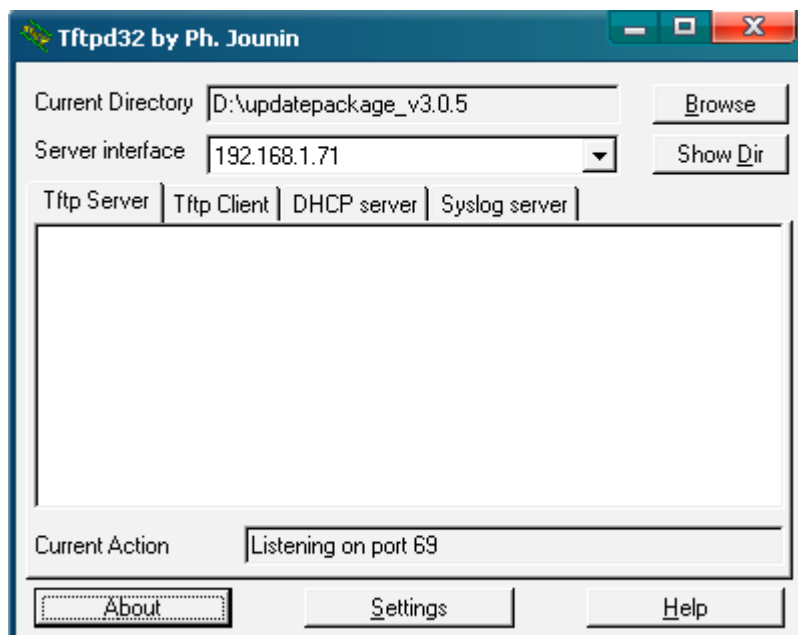 Tftpd32 by Ph. Jounin
Current Directory D:\updatepackage_v3.0.5 Browse
Server interface 192.168.1.71 Show Dir
Tftp Server Tftp Client DHCP server Syslog server
Current Action Listening on port 69
About Settings Help